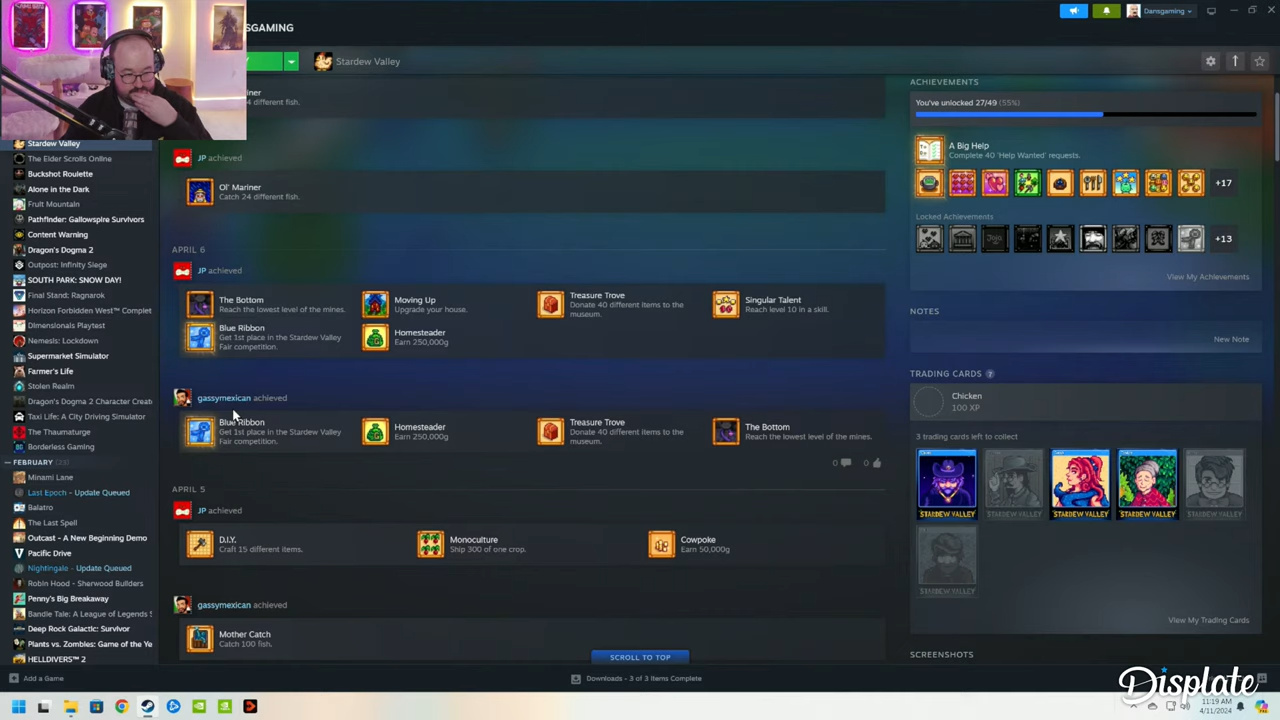 SGAMING
Dansgaming
Stardew Valley
Stardew Valley
The Elder Scrolls Online
Buckshot Roulette
Alone in the Dark
Fruit Mountain
Pathfinder: Gallowspire Survivors
Content Warning
Dragon's Dogma 2
Outpost: Infinity Siege
SOUTH PARK: SNOW DAY!
Final Stand: Ragnarok
Horizon Forbidden West™ Complet
Dimensionals Playtest
Nemesis: Lockdown
Supermarket Simulator
Farmer's Life
Stolen Realm
Dragon's Dogma 2 Character Creato
Taxi Life: A City Driving Simulator
The Thaumaturge
Borderless Gaming
FEBRUARY
Minami Lane
Last Epoch - Update Queued
Balatro
The Last Spell
Outcast - A New Beginning Demo
Pacific Drive
Nightingale - Update Queued
Robin Hood - Sherwood Builders
Penny's Big Breakaway
Bandle Tale: A League of Legends S
Deep Rock Galactic: Survivor
Plants vs. Zombies: Game of the Ye
HELLDIVERS™ 2
Add a Game
ariner
4 different fish.
JP achieved
Ol' Mariner
Catch 24 different fish.
APRIL 6
JP achieved
The Bottom
Reach the lowest level of the mines.
Moving Up
Upgrade your house.
Treasure Trove
Donate 40 different items to the
museum.
Singular Talent
Reach level 10 in a skill.
Blue Ribbon
Get 1st place in the Stardew Valley
Fair competition.
Homesteader
Earn 250,000g
gassymexican achieved
Blue Ribbon
Get 1st place in the Stardew Valley
Fair competition.
Homesteader
Earn 250,000g
Treasure Trove
Donate 40 different items to the
museum.
The Bottom
Reach the lowest level of the mines.
0 0
APRIL 5
JP achieved
D.I.Y.
Craft 15 different items.
Monoculture
Ship 300 of one crop.
Cowpoke
Earn 50,000g
gassymexican achieved
Mother Catch
Catch 100 fish.
SCROLL TO TOP
Downloads - 3 of 3 Items Complete
ACHIEVEMENTS
You've unlocked 27/49 (55%)
A Big Help
Complete 40 'Help Wanted' requests.
+17
Locked Achievements
Joja
+13
View My Achievements
NOTES
New Note
TRADING CARDS ?
Chicken
100 XP
3 trading cards left to collect
STARDEW VALLEY STARDEW VALLEY STARDEW VALLEY STARDEW VALLEY STARDEW VALLEY
STARDEW VALLEY
View My Trading Cards
SCREENSHOTS
Displate
11:19 AM
4/11/2024